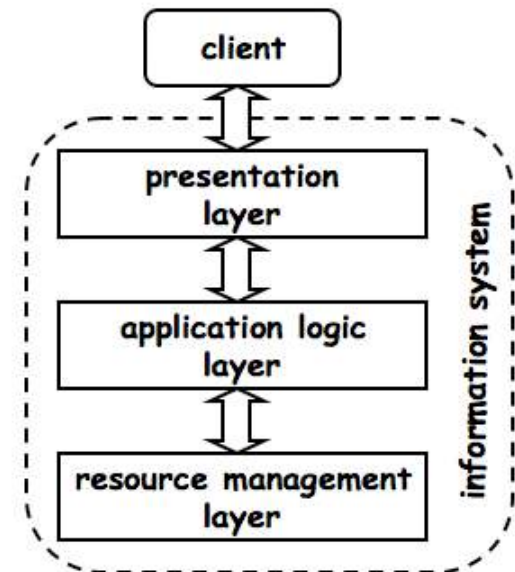 client
presentation
layer
application logic
layer
resource management
layer
information system